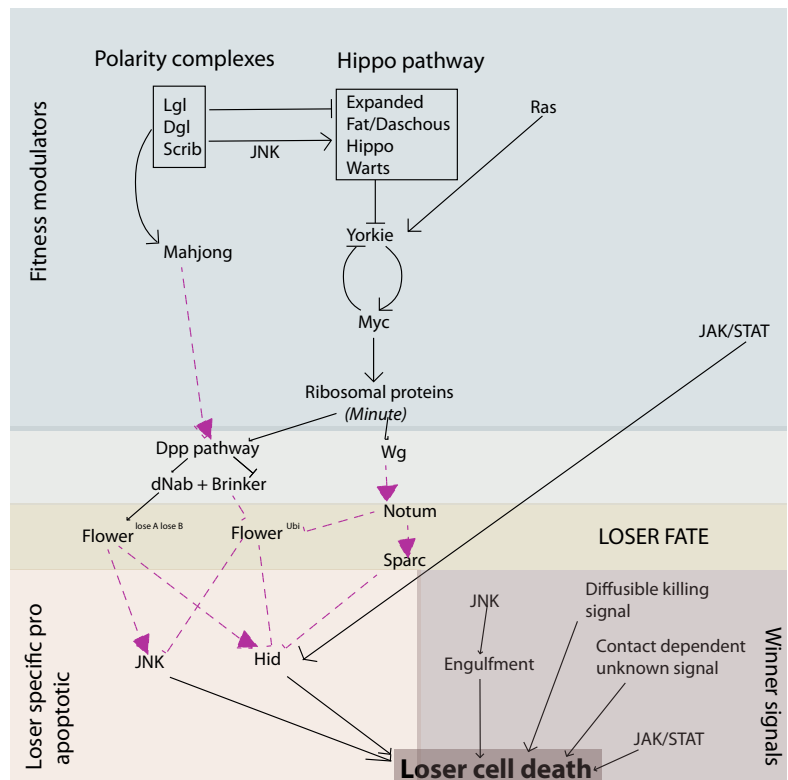 Polarity complexes
Hippo pathway
Fitness modulators
Lgl
Dgl
Scrib
JNK
Expanded
Fat/Daschous
Hippo
Warts
Ras
Mahjong
Yorkie
Myc
JAK/STAT
Ribosomal proteins
(Minute)
Dpp pathway
Wg
dNab + Brinker
Notum
Flower lose A lose B
Flower Ubi
LOSER FATE
Sparc
Loser specific pro
apoptotic
JNK
Hid
JNK
Engulfment
Diffusible killing
signal
Contact dependent
unknown signal
JAK/STAT
Winner signals
Loser cell death